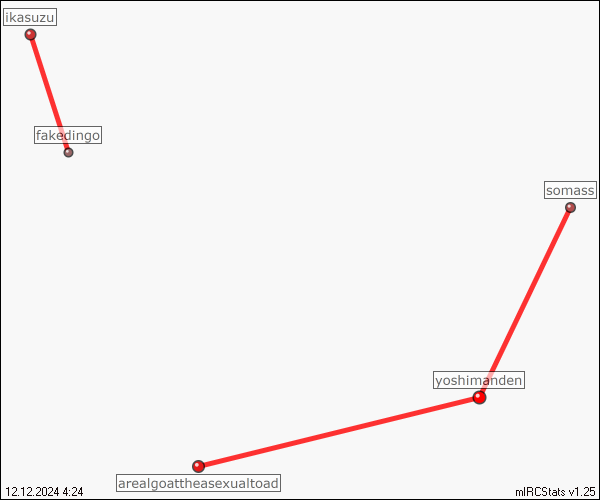 ikasuzu
fakedingo
somass
yoshimanden
arealgoattheasexualtoad
12.12.2024 4:24
mIRCStats v1.25